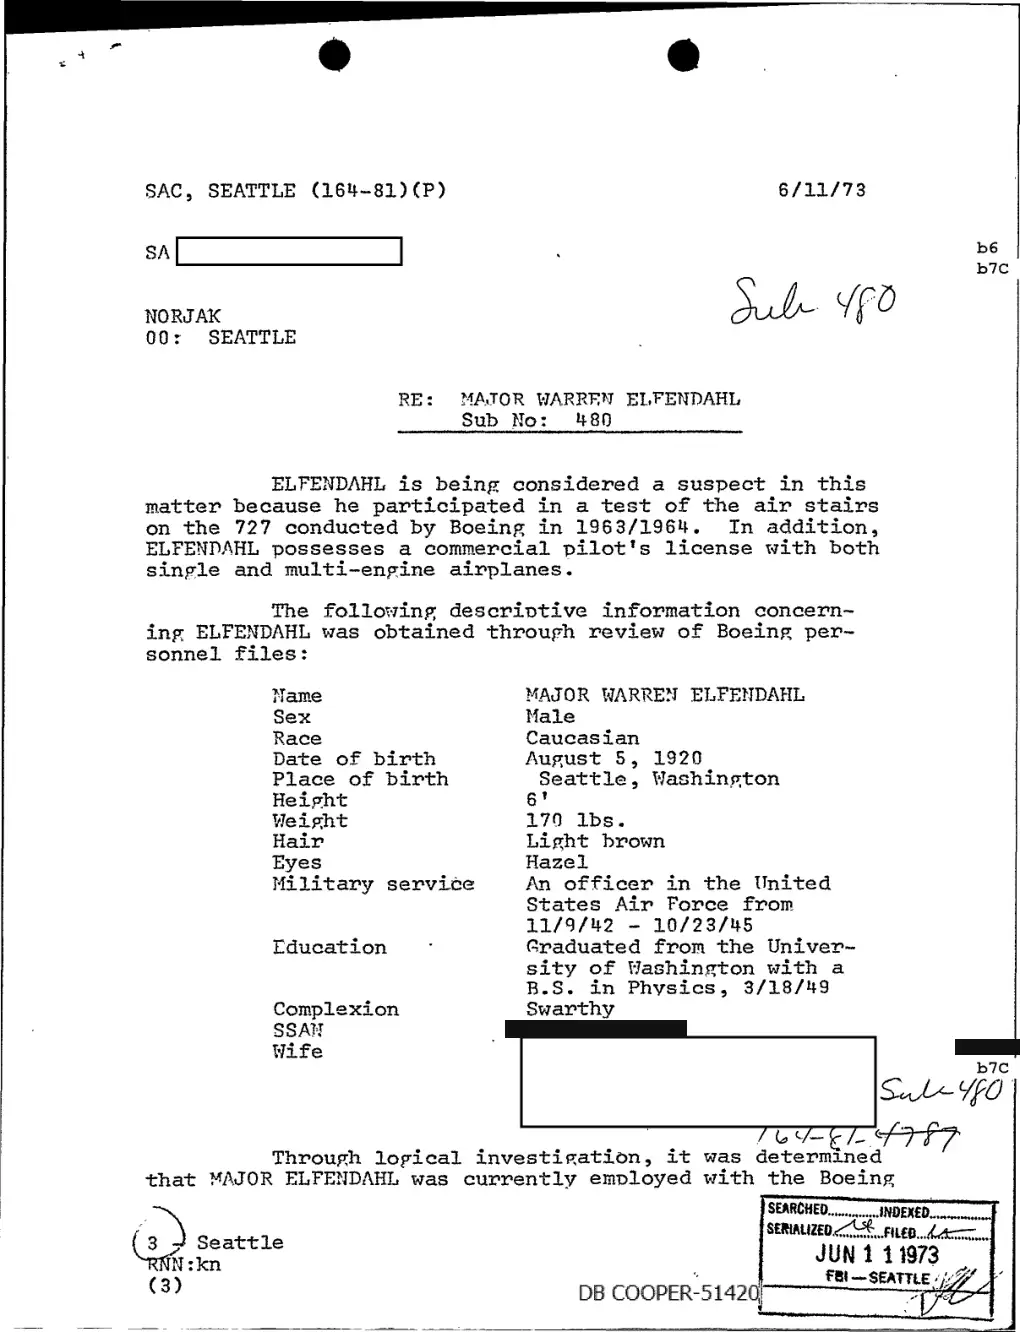 SAC, SEATTLE (164-81)(P) 6/11/73
SA
b6
b7C
Sub 480
NORJAK
OO: SEATTLE
RE: MAJOR WARREN ELFENDAHL
Sub No: 480
ELFENDAHL is being considered a suspect in this
matter because he participated in a test of the air stairs
on the 727 conducted by Boeing in 1963/1964. In addition,
ELFENDAHL possesses a commercial pilot's license with both
single and multi-engine airplanes.
The following descriptive information concern-
ing ELFENDAHL was obtained through review of Boeing per-
sonnel files:
Name MAJOR WARREN ELFENDAHL
Sex Male
Race Caucasian
Date of birth August 5, 1920
Place of birth Seattle, Washington
Height 6'
Weight 170 lbs.
Hair Light brown
Eyes Hazel
Military service An officer in the United
States Air Force from
11/9/42 - 10/23/45
Education Graduated from the Univer-
sity of Washington with a
B.S. in Physics, 3/18/49
Complexion Swarthy
SSAN
Wife
b7C
Sub 480
164-81-4787
Through logical investigation, it was determined
that MAJOR ELFENDAHL was currently employed with the Boeing
3 - Seattle
RNN:kn
(3)
SEARCHED..............INDEXED................
SERIALIZED...........FILED................
JUN 11 1973
FBI — SEATTLE
DB COOPER-51420